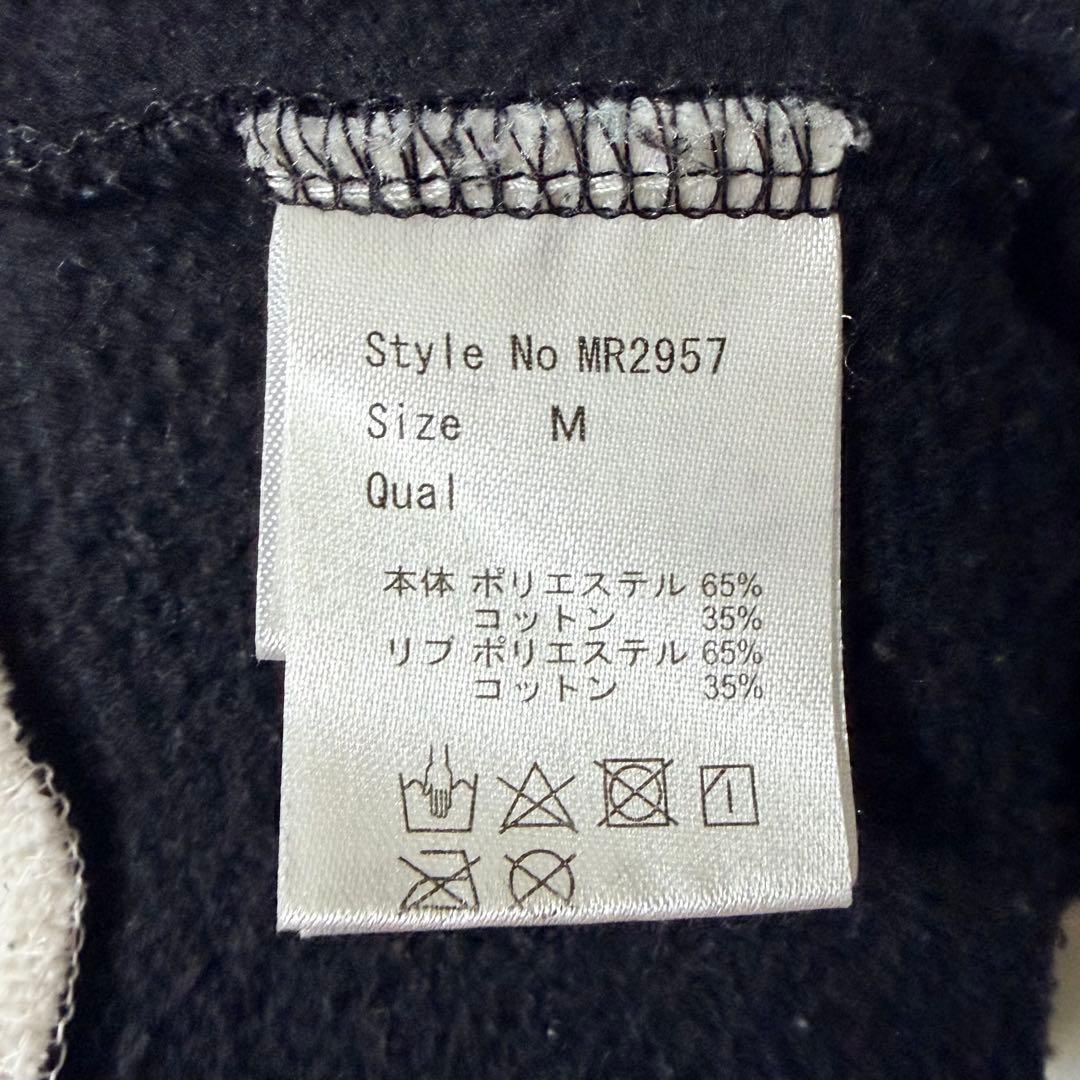 Style No MR2957
Size M
Qual
本体 ポリエステル 65%
コットン 35%
リブ ポリエステル 65%
コットン 35%